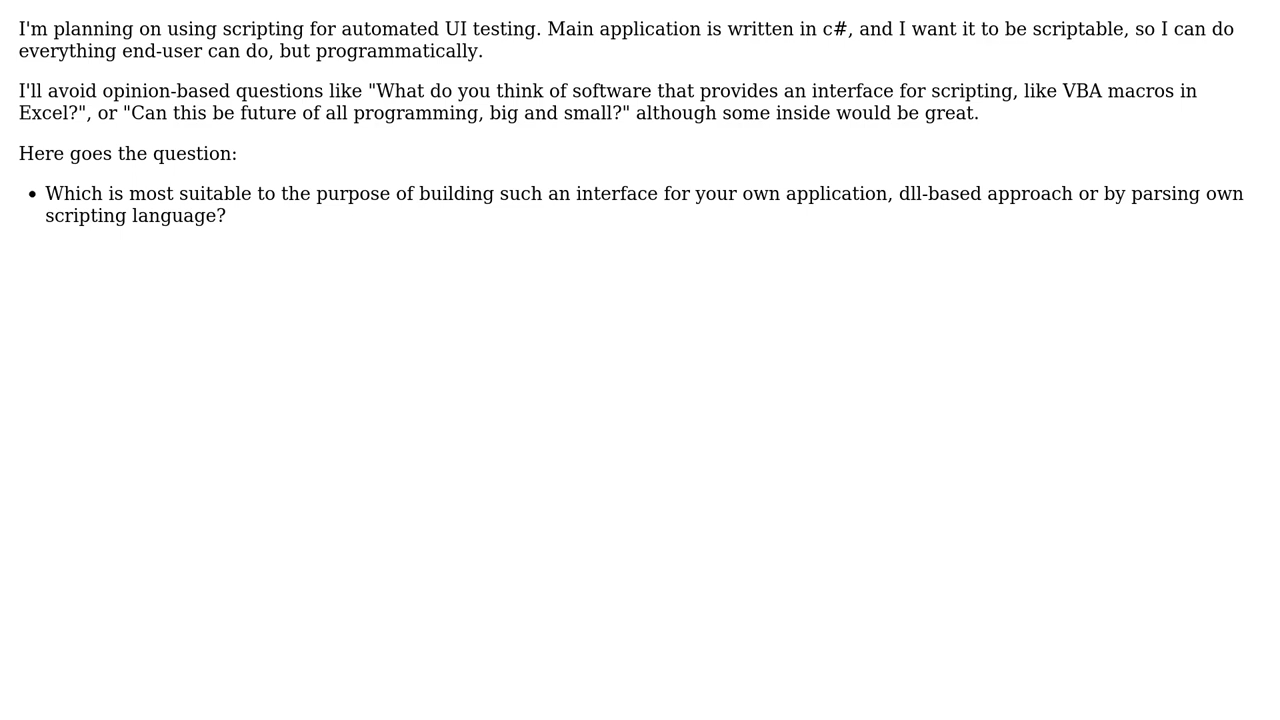 I'm planning on using scripting for automated UI testing. Main application is written in c#, and I want it to be scriptable, so I can do
everything end-user can do, but programmatically.
I'll avoid opinion-based questions like "What do you think of software that provides an interface for scripting, like VBA macros in
Excel?", or "Can this be future of all programming, big and small?" although some inside would be great.
Here goes the question:
• Which is most suitable to the purpose of building such an interface for your own application, dll-based approach or by parsing own
scripting language?